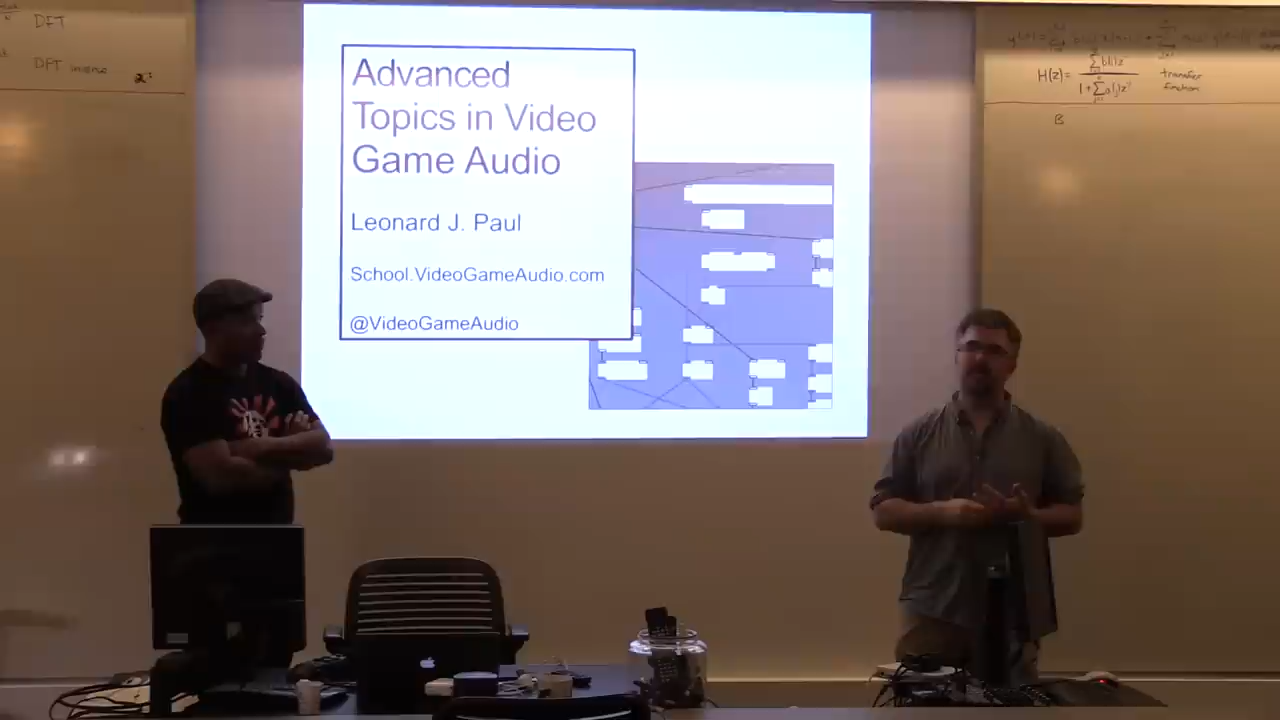 DFT
DFT inverse
Advanced
Topics in Video
Game Audio
Leonard J. Paul
School.VideoGameAudio.com
@VideoGameAudio
H(z)=
transfer
function
B